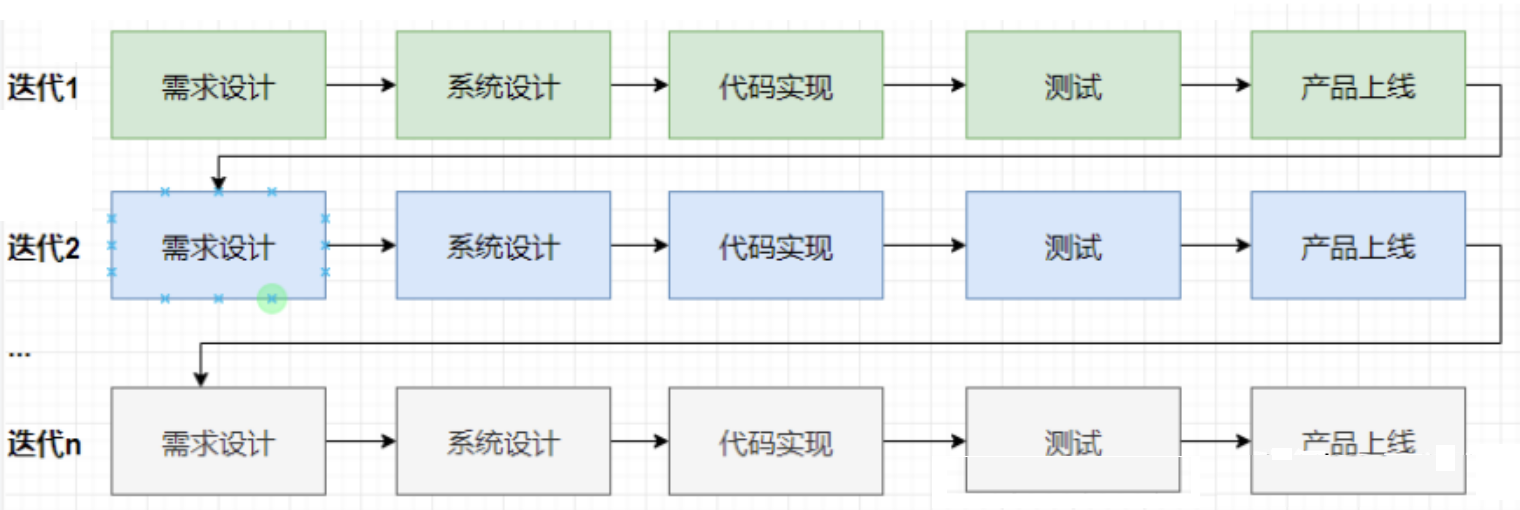 迭代1 需求设计 系统设计 代码实现 测试 产品上线
迭代2 需求设计 系统设计 代码实现 测试 产品上线
...
迭代n 需求设计 系统设计 代码实现 测试 产品上线